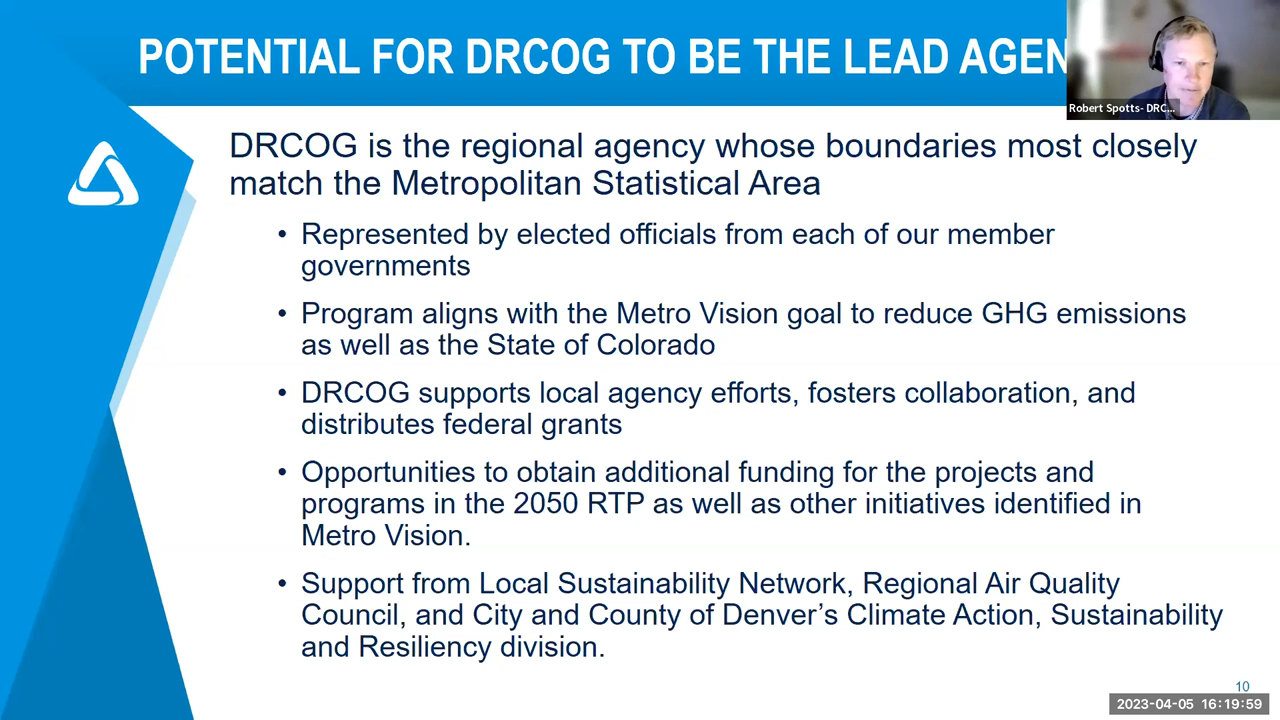 POTENTIAL FOR DRCOG TO BE THE LEAD AGEN
Robert Spotts- DRC...
DRCOG is the regional agency whose boundaries most closely
match the Metropolitan Statistical Area
• Represented by elected officials from each of our member
governments
• Program aligns with the Metro Vision goal to reduce GHG emissions
as well as the State of Colorado
• DRCOG supports local agency efforts, fosters collaboration, and
distributes federal grants
• Opportunities to obtain additional funding for the projects and
programs in the 2050 RTP as well as other initiatives identified in
Metro Vision.
• Support from Local Sustainability Network, Regional Air Quality
Council, and City and County of Denver’s Climate Action, Sustainability
and Resiliency division.
10
2023-04-05 16:19:59